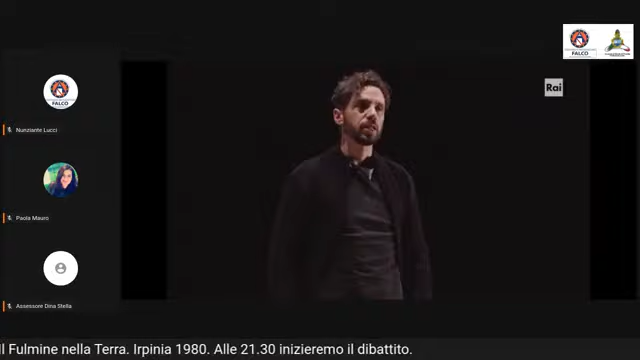 FALCO
Rai
FALCO
Nunziante Lucci
Paola Mauro
Assessore Dina Stella
Il Fulmine nella Terra. Irpinia 1980. Alle 21.30 inizieremo il dibattito.